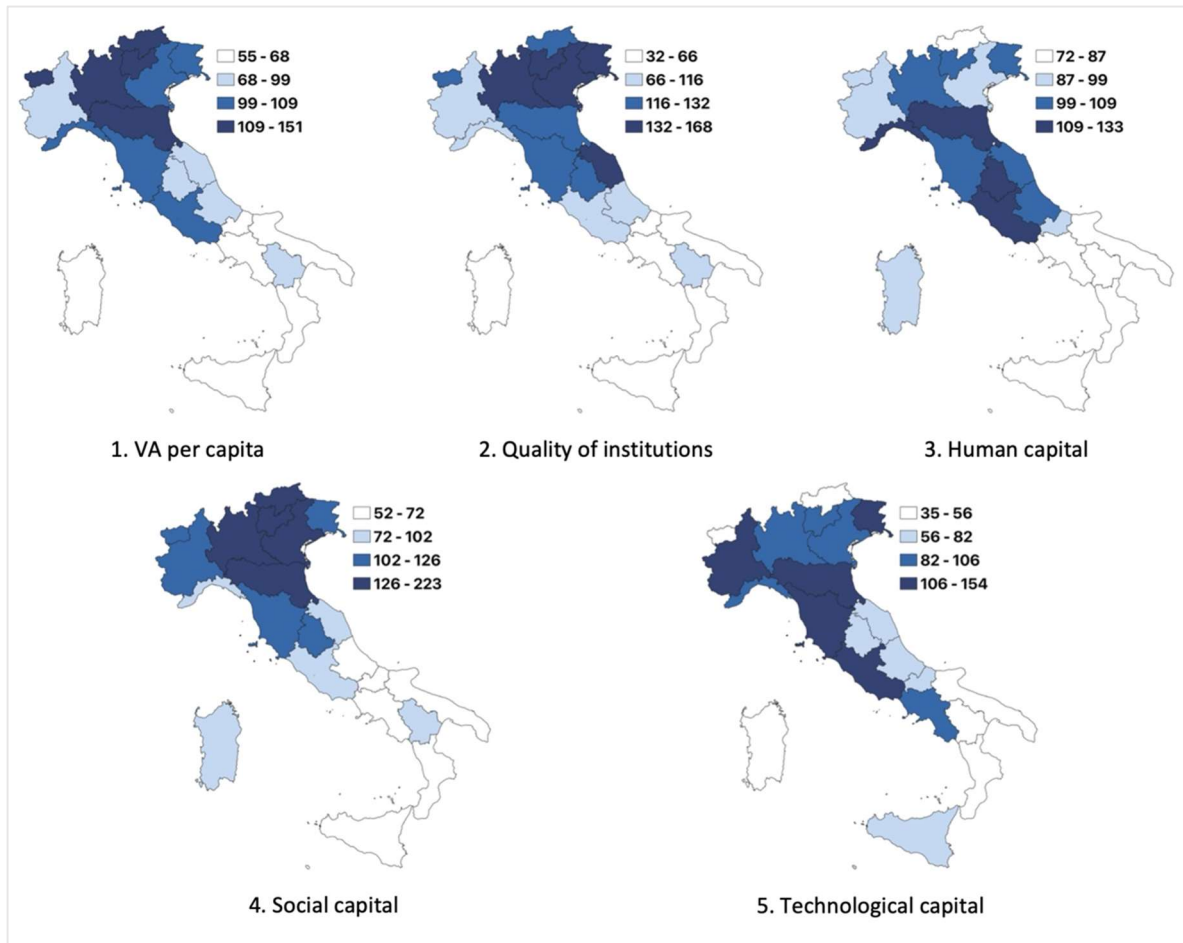 55 - 68
68 - 99
99 - 109
109 - 151
32 - 66
66 - 116
116 - 132
132 - 168
72 - 87
87 - 99
99 - 109
109 - 133
1. VA per capita
2. Quality of institutions
3. Human capital
52 - 72
72 - 102
102 - 126
126 - 223
35 - 56
56 - 82
82 - 106
106 - 154
4. Social capital
5. Technological capital